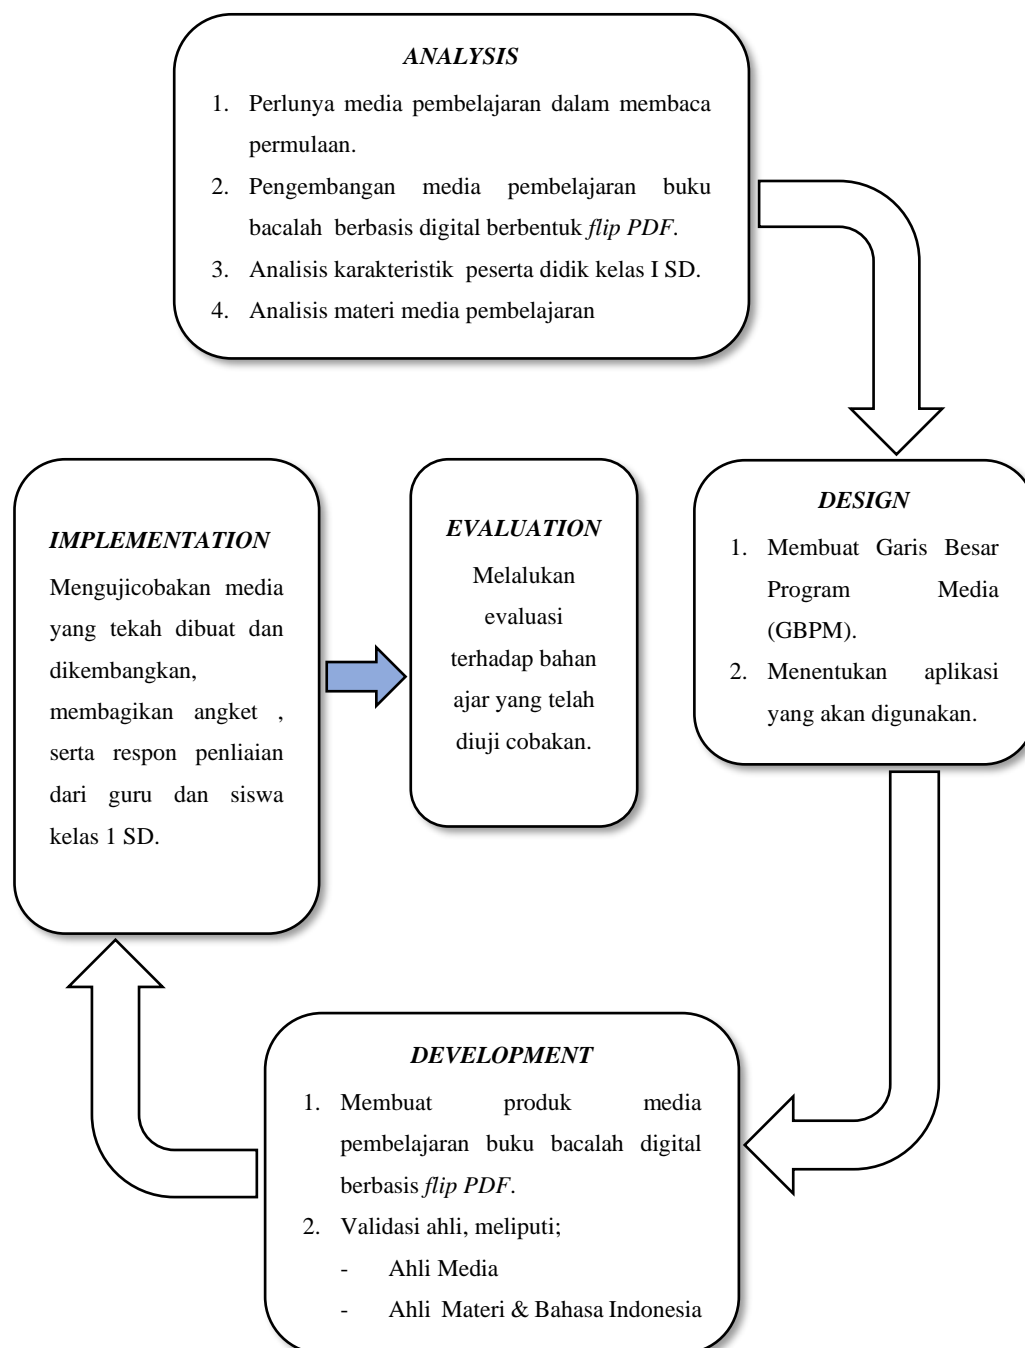 ANALYSIS
1. Perlunya media pembelajaran dalam membaca
permulaan.
2. Pengembangan media pembelajaran buku
bacalah berbasis digital berbentuk flip PDF.
3. Analisis karakteristik peserta didik kelas I SD.
4. Analisis materi media pembelajaran
DESIGN
1. Membuat Garis Besar
Program Media
(GBPM).
2. Menentukan aplikasi
yang akan digunakan.
DEVELOPMENT
1. Membuat produk media
pembelajaran buku bacalah digital
berbasis flip PDF.
2. Validasi ahli, meliputi;
- Ahli Media
- Ahli Materi & Bahasa Indonesia
IMPLEMENTATION
Mengujicobakan media
yang tekah dibuat dan
dikembangkan,
membagikan angket ,
serta respon penliaian
dari guru dan siswa
kelas 1 SD.
EVALUATION
Melalukan
evaluasi
terhadap bahan
ajar yang telah
diuji cobakan.